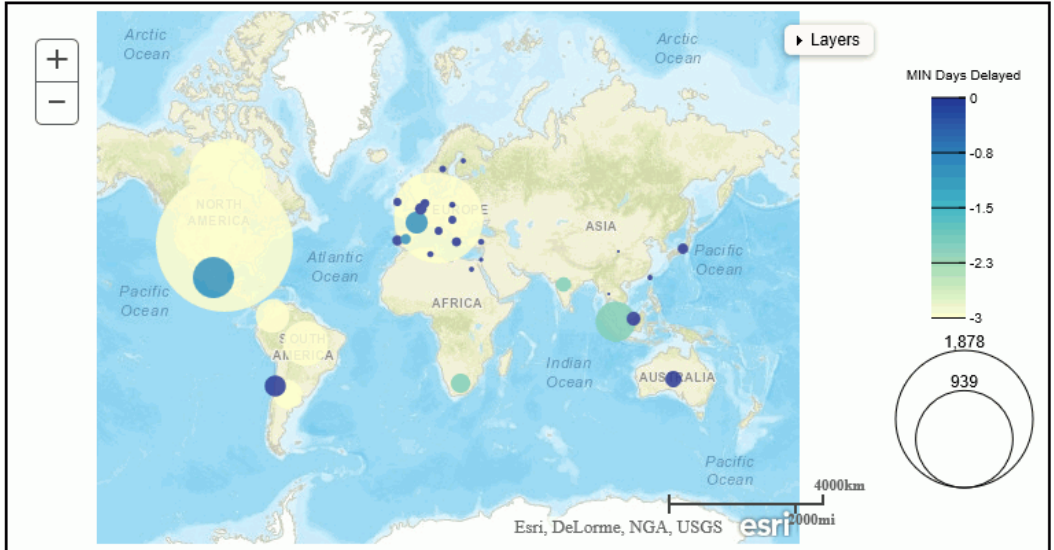 Arctic
Ocean
Arctic
Ocean
Layers
+
−
MIN Days Delayed
0
-0.8
-1.5
-2.3
-3
NORTH
AMERICA
EUROPE
ASIA
Atlantic
Ocean
Pacific
Ocean
Pacific
Ocean
AFRICA
SOUTH
AMERICA
Indian
Ocean
AUSTRALIA
1,878
939
Pacific
Ocean
4000km
2000mi
Esri, DeLorme, NGA, USGS
esri